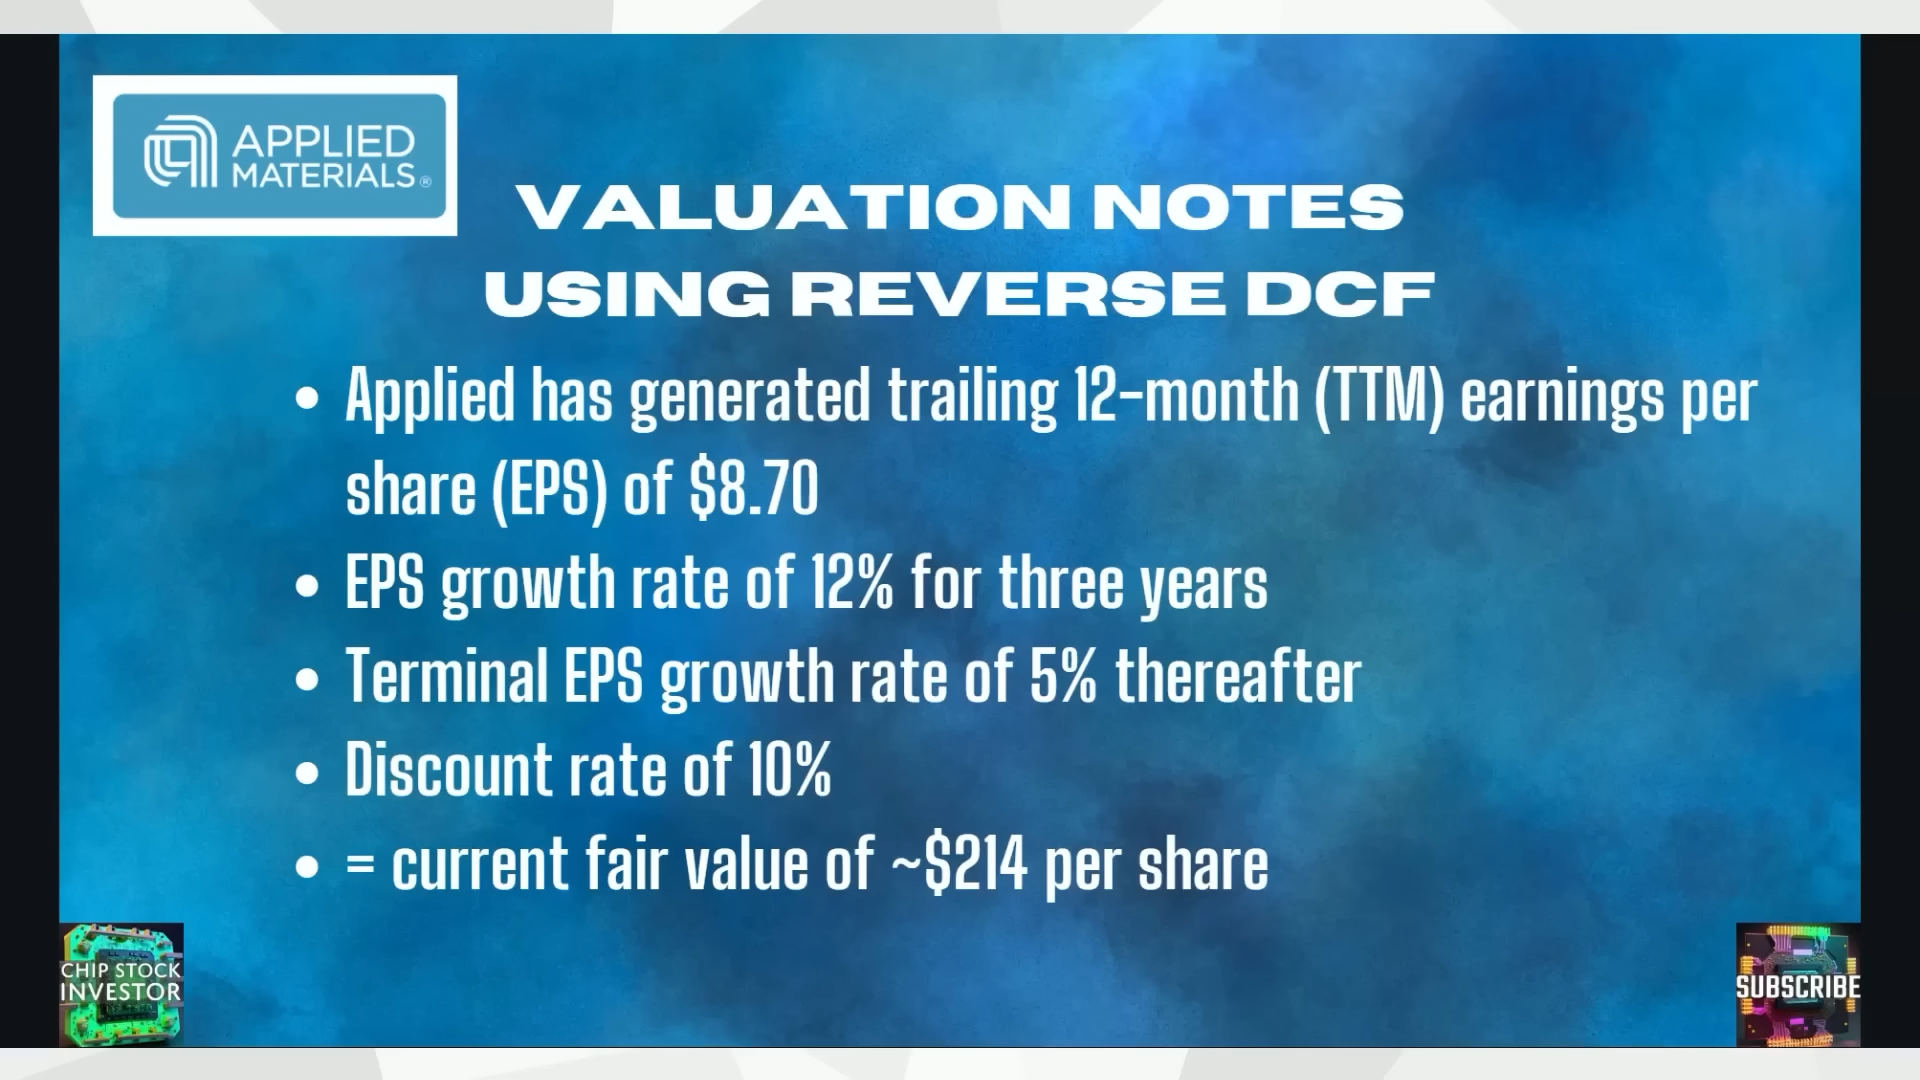 APPLIED
MATERIALS®
VALUATION NOTES
USING REVERSE DCF
• Applied has generated trailing 12-month (TTM) earnings per
share (EPS) of $8.70
• EPS growth rate of 12% for three years
• Terminal EPS growth rate of 5% thereafter
• Discount rate of 10%
• = current fair value of ~$214 per share
CHIP STOCK
INVESTOR
SUBSCRIBE